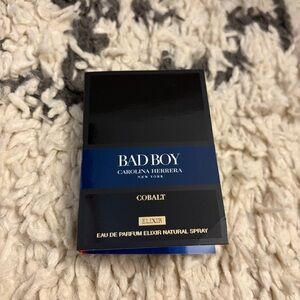 BAD BOY
CAROLINA HERRERA
NEW YORK
COBALT
ELIXIR
EAU DE PARFUM ELIXIR NATURAL SPRAY